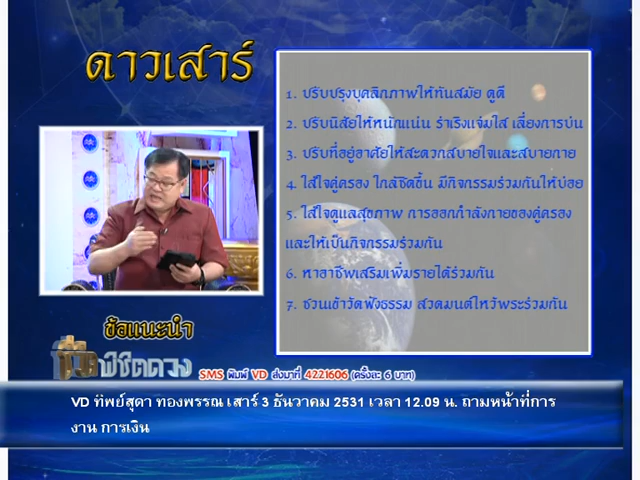 ดาวเสาร์
1. ปรับปรุงบุคลิกภาพให้ทันสมัย ดูดี
2. ปรับนิสัยให้หนักแน่น ร่าเริงแจ่มใส เลี่ยงการบ่น
3. ปรับที่อยู่อาศัยให้สะดวกสบายใจและสบายกาย
4. ใส่ใจคู่ครอง ใกล้ชิดขึ้น มีกิจกรรมร่วมกันให้บ่อย
5. ใส่ใจดูแลสุขภาพ การออกกำลังกายของคู่ครอง
และให้เป็นกิจกรรมร่วมกัน
6. หาอาชีพเสริมเพิ่มรายได้ร่วมกัน
7. ชวนเข้าวัดฟังธรรม สวดมนต์ไหว้พระร่วมกัน
ข้อแนะนำ
พิชิตดวง
SMS พิมพ์ VD ส่งมาที่ 4221606 (ครั้งละ 6 บาท)
VD ทิพย์สุดา ทองพรรณ เสาร์ 3 ธันวาคม 2531 เวลา 12.09 น. ถามหน้าที่การ
งาน การเงิน